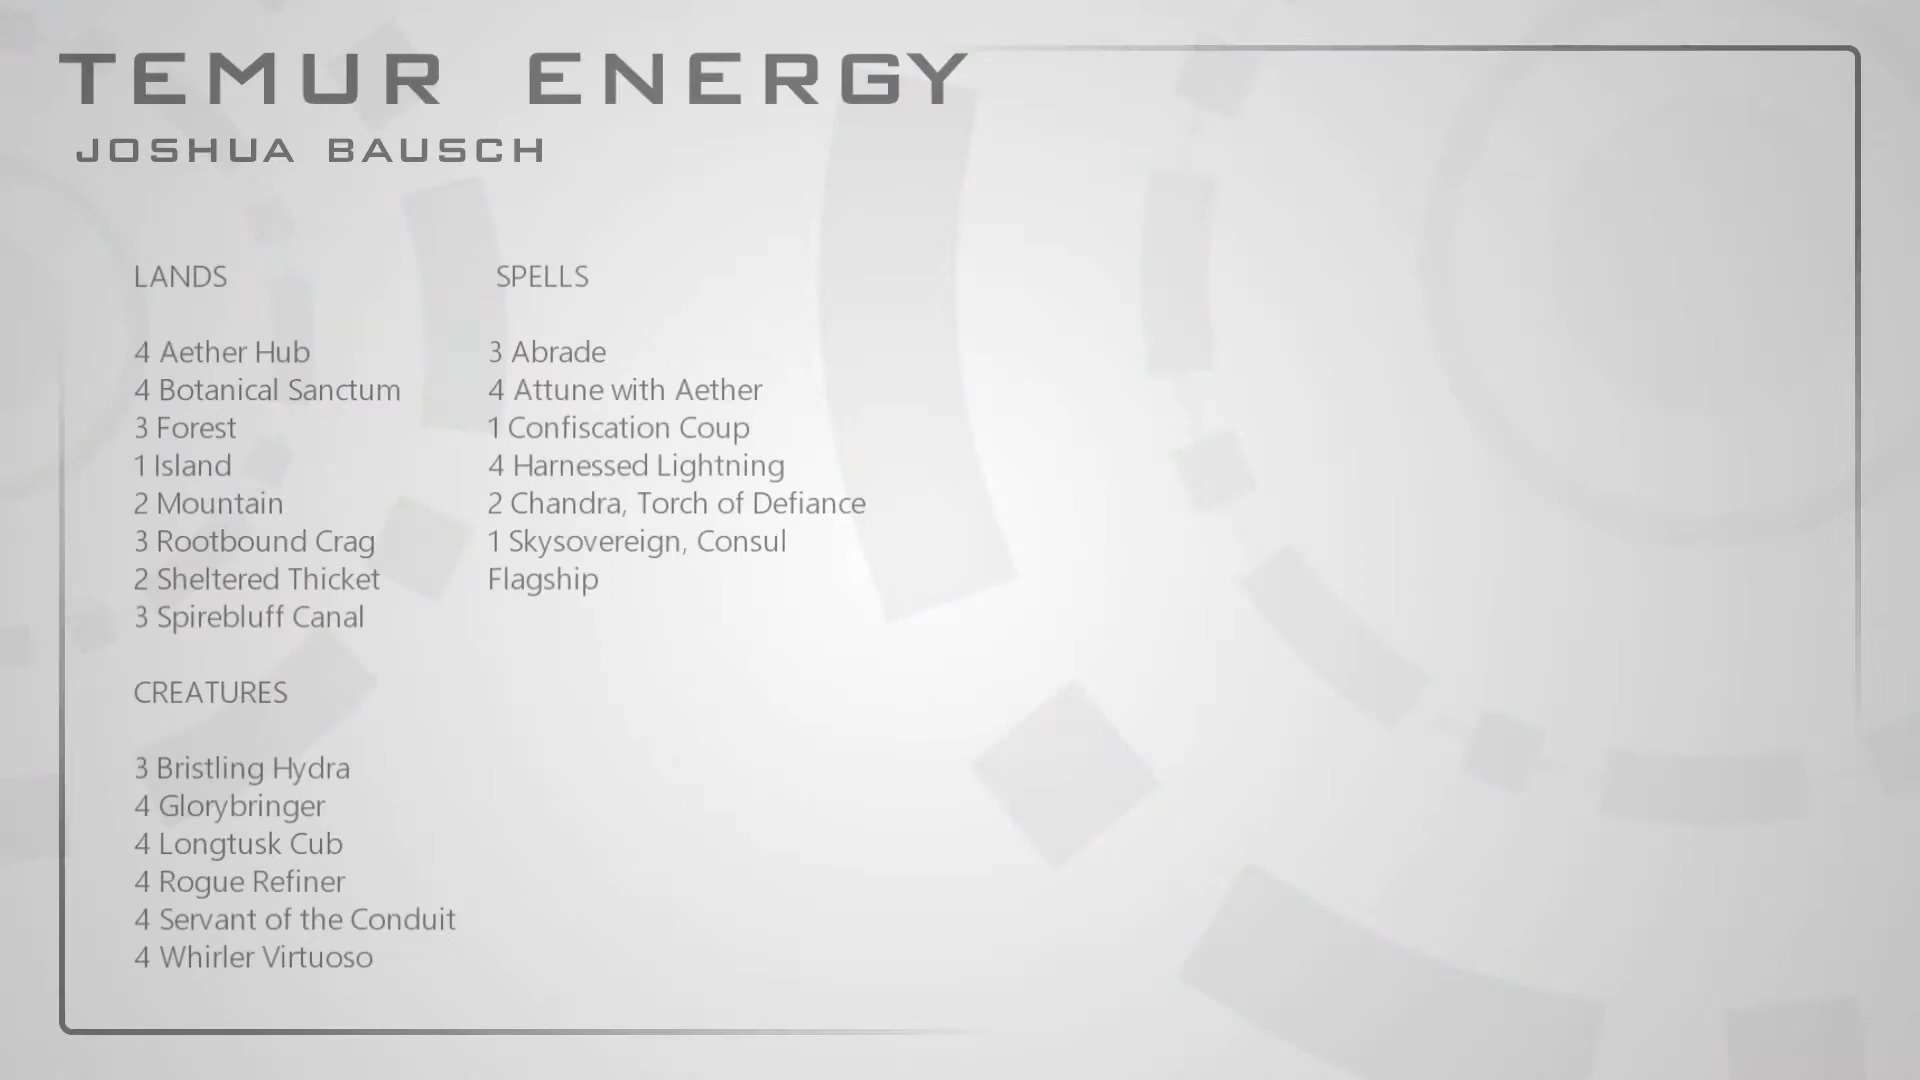 TEMUR ENERGY
JOSHUA BAUSCH
LANDS
4 Aether Hub
4 Botanical Sanctum
3 Forest
1 Island
2 Mountain
3 Rootbound Crag
2 Sheltered Thicket
3 Spirebluff Canal
CREATURES
3 Bristling Hydra
4 Glorybringer
4 Longtusk Cub
4 Rogue Refiner
4 Servant of the Conduit
4 Whirler Virtuoso
SPELLS
3 Abrade
4 Attune with Aether
1 Confiscation Coup
4 Harnessed Lightning
2 Chandra, Torch of Defiance
1 Skysovereign, Consul
Flagship